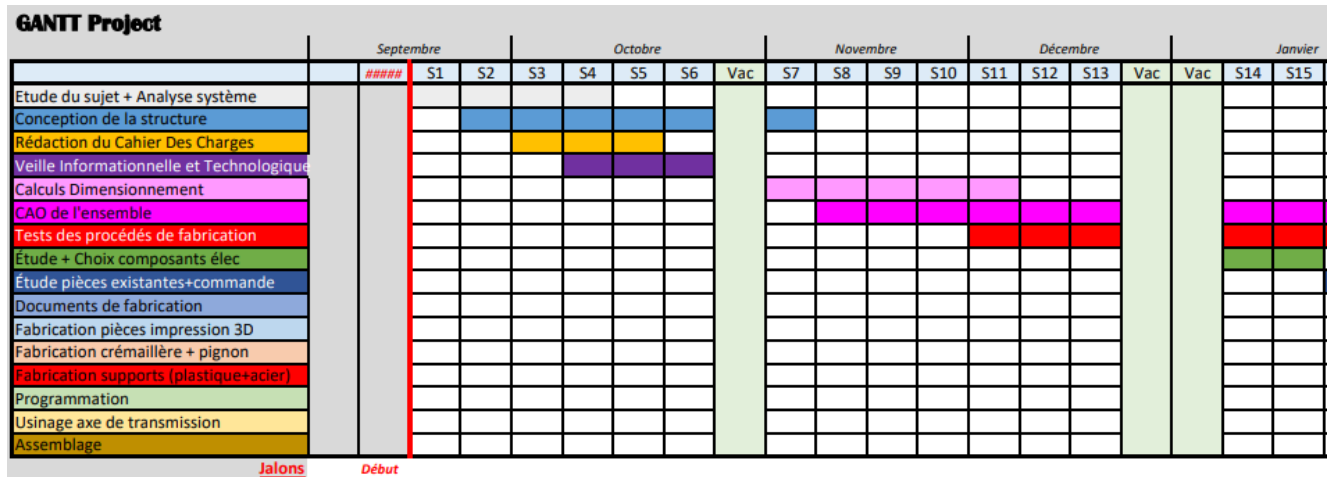 GANTT Project
Septembre Octobre Novembre Décembre Janvier
##### S1 S2 S3 S4 S5 S6 Vac S7 S8 S9 S10 S11 S12 S13 Vac Vac S14 S15
Etude du sujet + Analyse système
Conception de la structure
Rédaction du Cahier Des Charges
Veille Informationnelle et Technologique
Calculs Dimensionnement
CAO de l'ensemble
Tests des procédés de fabrication
Étude + Choix composants élec
Étude pièces existantes+commande
Documents de fabrication
Fabrication pièces impression 3D
Fabrication crémaillère + pignon
Fabrication supports (plastique+acier)
Programmation
Usinage axe de transmission
Assemblage
Jalons Début